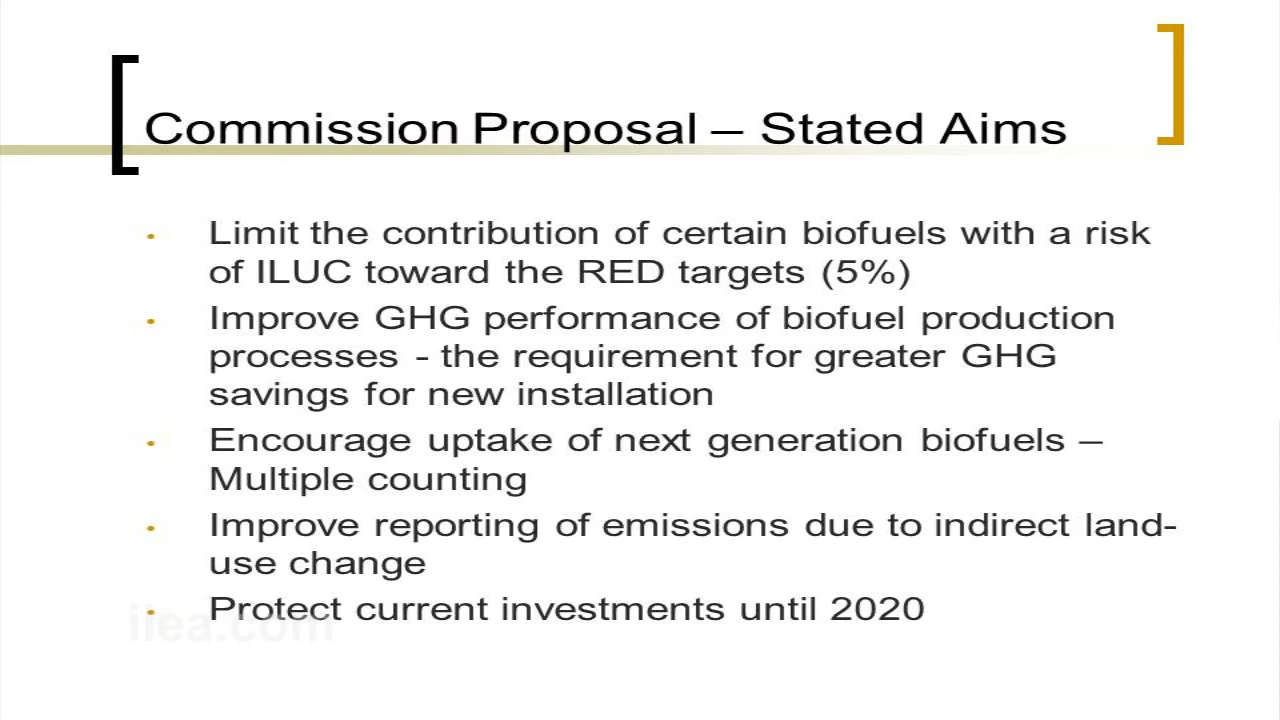 Commission Proposal – Stated Aims
• Limit the contribution of certain biofuels with a risk
of ILUC toward the RED targets (5%)
• Improve GHG performance of biofuel production
processes - the requirement for greater GHG
savings for new installation
• Encourage uptake of next generation biofuels –
Multiple counting
• Improve reporting of emissions due to indirect land-
use change
• Protect current investments until 2020
iiea.com